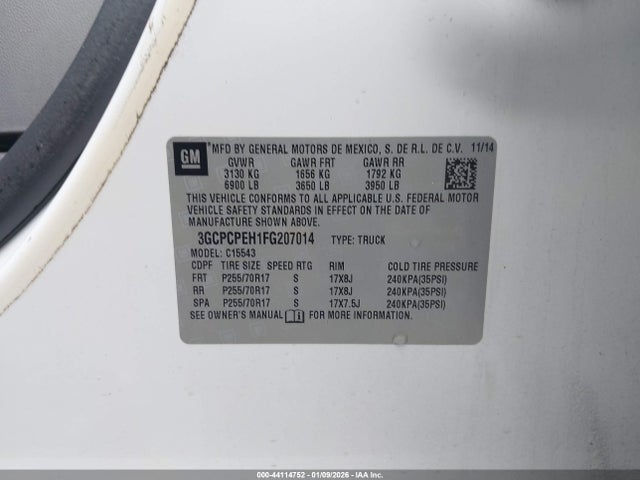 GM
MFD BY GENERAL MOTORS DE MEXICO, S. DE R.L. DE C.V. 11/14
GVWR GAWR FRT GAWR RR
3130 KG 1656 KG 1792 KG
6900 LB 3650 LB 3950 LB
THIS VEHICLE CONFORMS TO ALL APPLICABLE U.S. FEDERAL MOTOR
VEHICLE SAFETY STANDARDS IN EFFECT ON THE DATE OF
MANUFACTURE SHOWN ABOVE.
3GCPCPEH1FG207014 TYPE: TRUCK
MODEL: C15543
CDPF TIRE SIZE SPEED RTG RIM COLD TIRE PRESSURE
FRT P255/70R17 S 17X8J 240KPA(35PSI)
RR P255/70R17 S 17X8J 240KPA(35PSI)
SPA P255/70R17 S 17X7.5J 240KPA(35PSI)
SEE OWNER'S MANUAL FOR MORE INFORMATION.
000-44114752 - 01/09/2026 - IAAI.COM